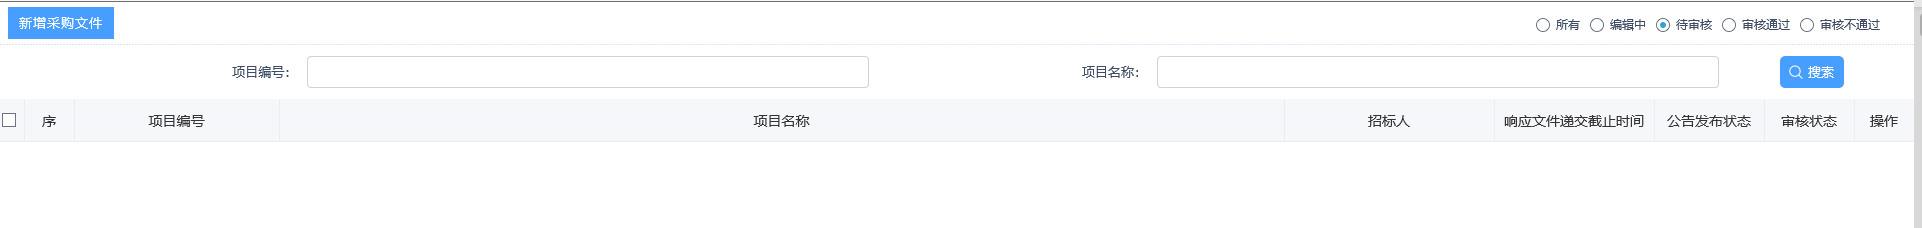 新增采购文件 所有 编辑中 待审核 审核通过 审核不通过
项目编号: 项目名称: 搜索
序 项目编号 项目名称 招标人 响应文件递交截止时间 公告发布状态 审核状态 操作